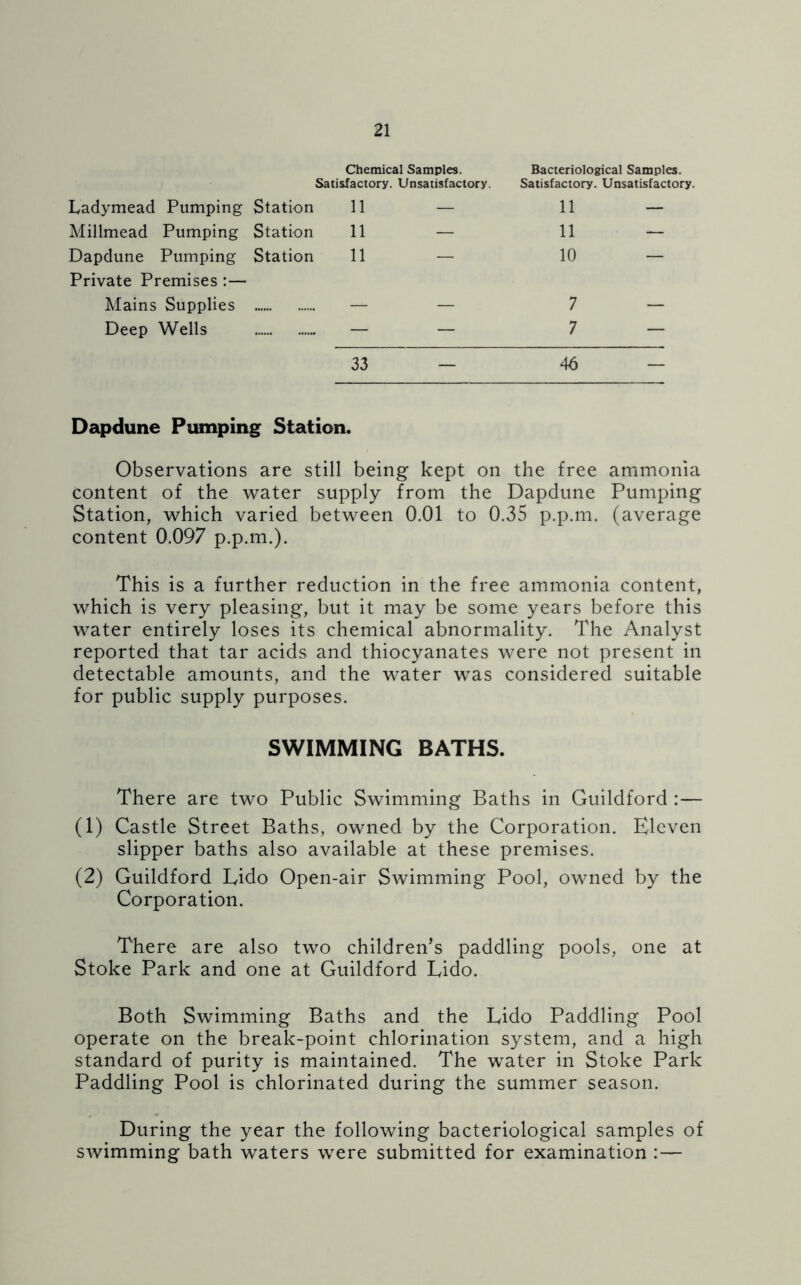 21
Chemical Samples. Bacteriological Samples.
Satisfactory. Unsatisfactory. Satisfactory. Unsatisfactory.
Ladymead Pumping Station 11 — 11 —
Millmead Pumping Station 11 — 11 —
Dapdune Pumping Station 11 — 10 —
Private Premises :—
Mains Supplies ...... ...... — — 7 —
Deep Wells ...... ...... — — 7 —
33 — 46 —
Dapdune Pumping Station.
Observations are still being kept on the free ammonia
content of the water supply from the Dapdune Pumping
Station, which varied between 0.01 to 0.35 p.p.m. (average
content 0.097 p.p.m.).
This is a further reduction in the free ammonia content,
which is very pleasing, but it may be some years before this
water entirely loses its chemical abnormality. The Analyst
reported that tar acids and thiocyanates were not present in
detectable amounts, and the water was considered suitable
for public supply purposes.
SWIMMING BATHS.
There are two Public Swimming Baths in Guildford :—
(1) Castle Street Baths, owned by the Corporation. Eleven
slipper baths also available at these premises.
(2) Guildford Lido Open-air Swimming Pool, owned by the
Corporation.
There are also two children's paddling pools, one at
Stoke Park and one at Guildford Lido.
Both Swimming Baths and the Lido Paddling Pool
operate on the break-point chlorination system, and a high
standard of purity is maintained. The water in Stoke Park
Paddling Pool is chlorinated during the summer season.
During the year the following bacteriological samples of
swimming bath waters were submitted for examination :—